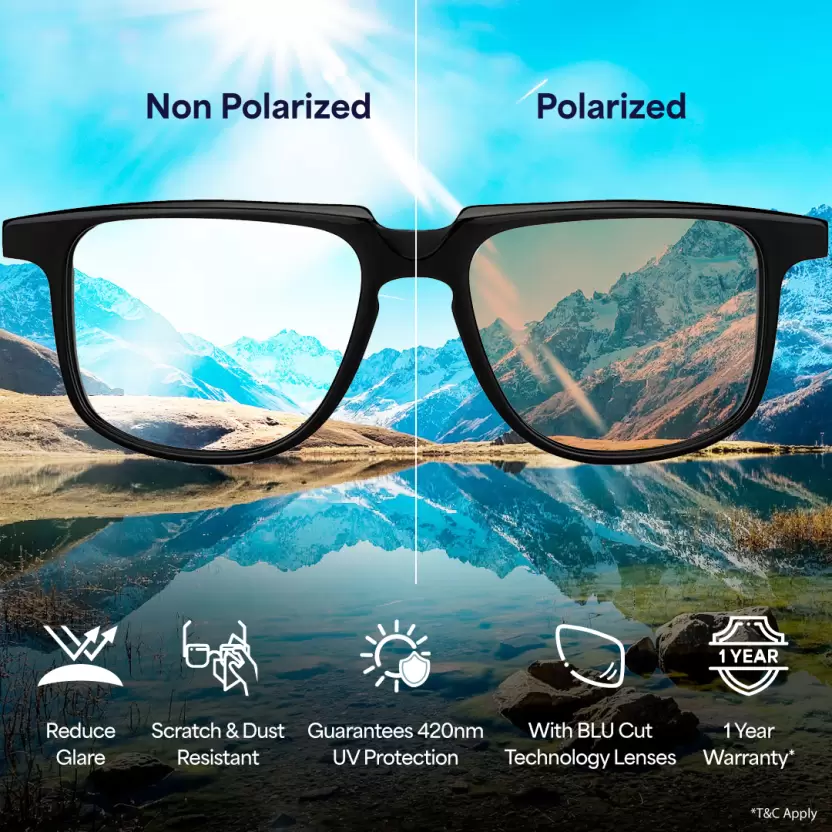 Non Polarized
Polarized
1 YEAR
Reduce
Glare
Scratch & Dust
Resistant
Guarantees 420nm
UV Protection
With BLU Cut
Technology Lenses
1 Year
Warranty*
*T&C Apply